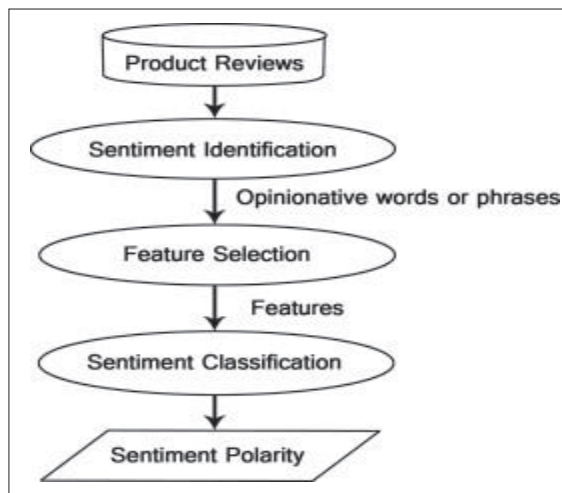 Product Reviews
Sentiment Identification
Opinionative words or phrases
Feature Selection
Features
Sentiment Classification
Sentiment Polarity